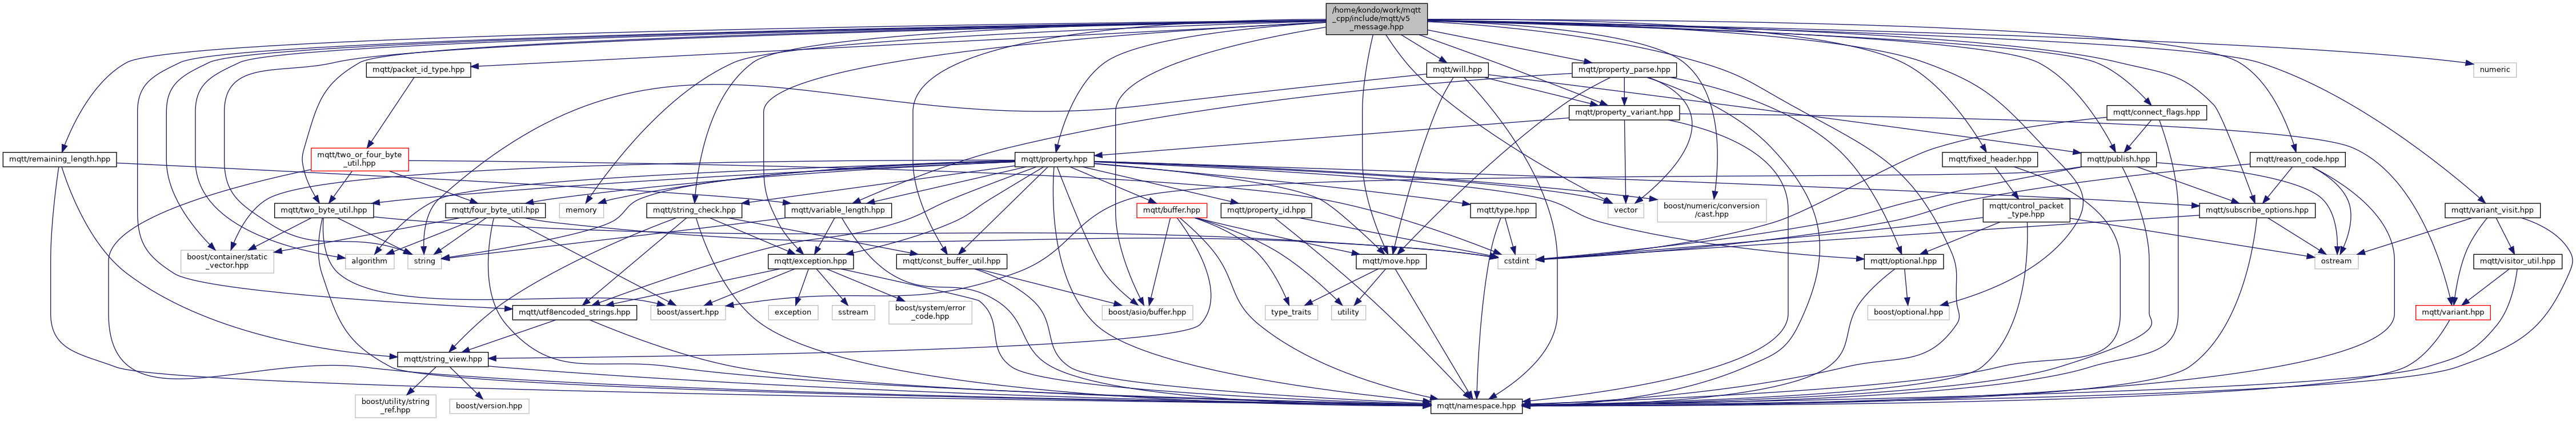 /home/kondo/work/mqtt
_cpp/include/mqtt/v5
_message.hpp
mqtt/packet_id_type.hpp
mqtt/will.hpp
mqtt/property_parse.hpp
numeric
mqtt/property_variant.hpp
mqtt/connect_flags.hpp
mqtt/remaining_length.hpp
mqtt/two_or_four_byte
_util.hpp
mqtt/property.hpp
mqtt/fixed_header.hpp
mqtt/publish.hpp
mqtt/reason_code.hpp
mqtt/two_byte_util.hpp
mqtt/four_byte_util.hpp
memory
mqtt/string_check.hpp
mqtt/variable_length.hpp
mqtt/buffer.hpp
mqtt/property_id.hpp
mqtt/type.hpp
vector
boost/numeric/conversion
/cast.hpp
mqtt/control_packet
_type.hpp
mqtt/subscribe_options.hpp
mqtt/variant_visit.hpp
boost/container/static
_vector.hpp
algorithm
string
mqtt/exception.hpp
mqtt/const_buffer_util.hpp
mqtt/move.hpp
cstdint
mqtt/optional.hpp
ostream
mqtt/visitor_util.hpp
mqtt/utf8encoded_strings.hpp
boost/assert.hpp
exception
sstream
boost/system/error
_code.hpp
boost/asio/buffer.hpp
type_traits
utility
boost/optional.hpp
mqtt/variant.hpp
mqtt/string_view.hpp
boost/utility/string
_ref.hpp
boost/version.hpp
mqtt/namespace.hpp